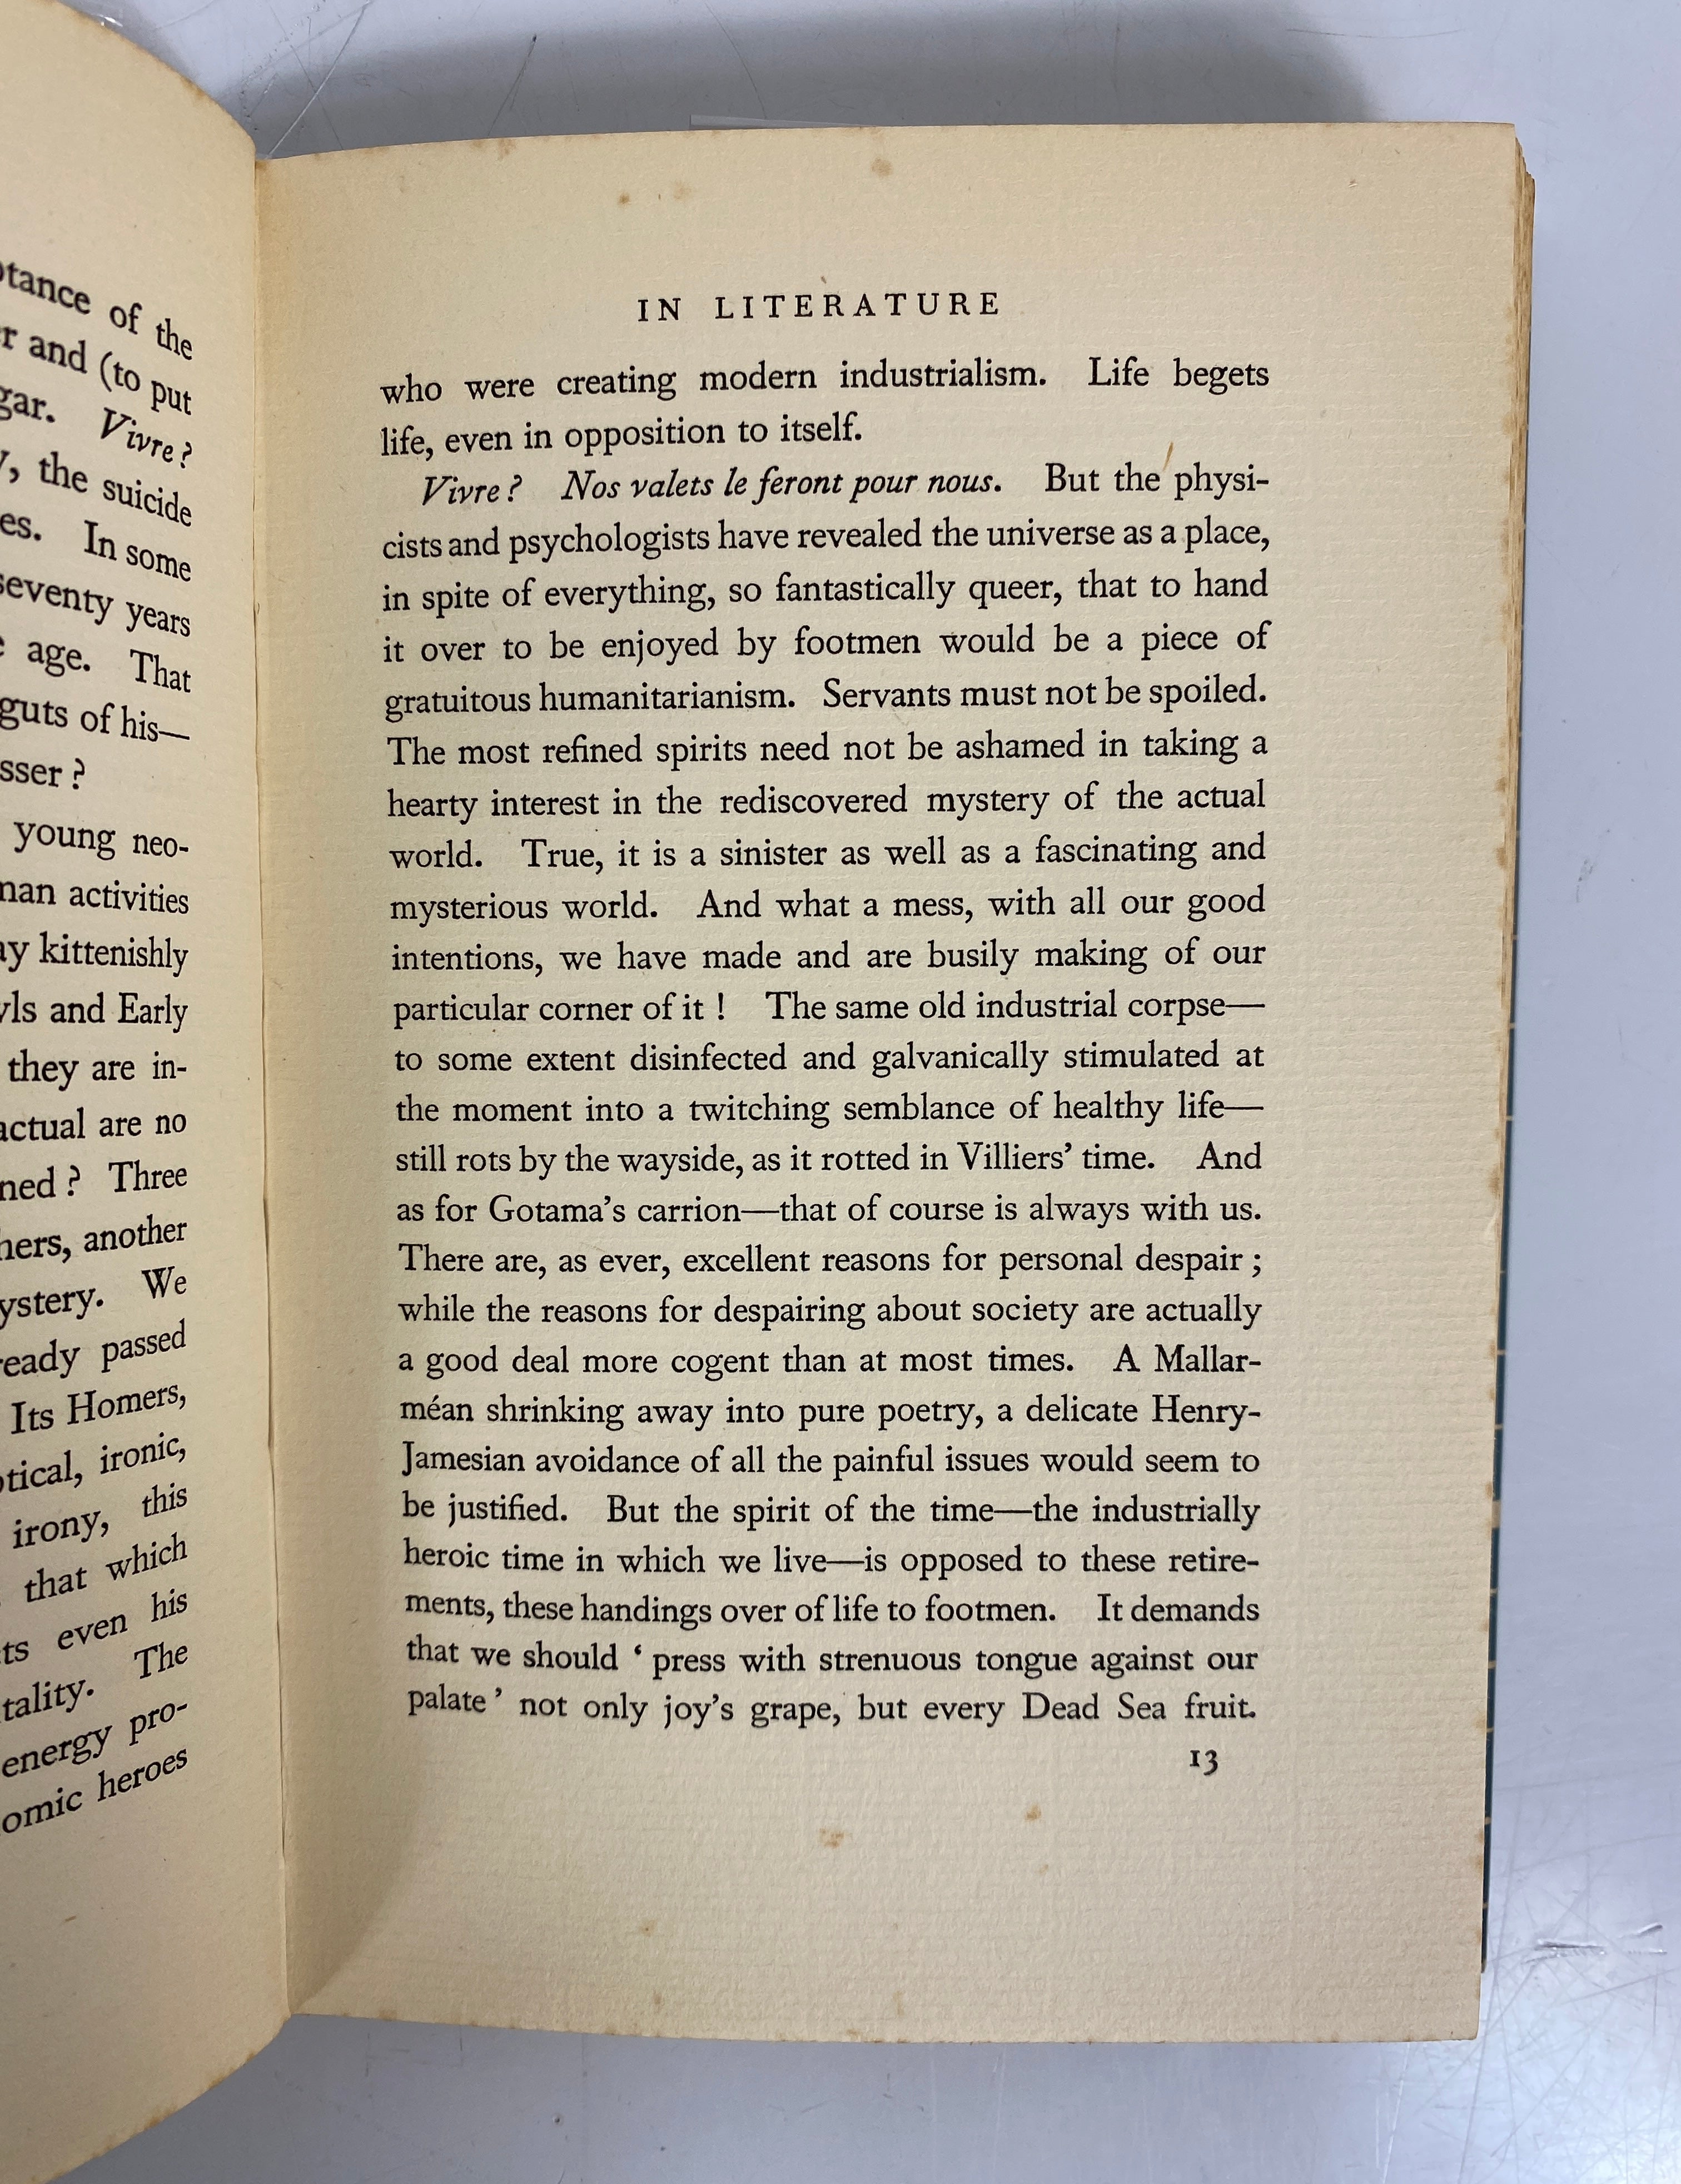 ptance of the
r and (to put
gar. Vivre?
, the suicide
es. In some
seventy years
age. That
guts of his—
sser?
young neo-
man activities
ay kittenishly
wls and Early
they are in-
actual are no
ned? Three
hers, another
ystery. We
ready passed
Its Homers,
ptical, ironic,
irony, this
that which
ts even his
tality. The
energy pro-
omic heroes
IN LITERATURE
who were creating modern industrialism. Life begets
life, even in opposition to itself.
Vivre? Nos valets le feront pour nous. But the physi-
cists and psychologists have revealed the universe as a place,
in spite of everything, so fantastically queer, that to hand
it over to be enjoyed by footmen would be a piece of
gratuitous humanitarianism. Servants must not be spoiled.
The most refined spirits need not be ashamed in taking a
hearty interest in the rediscovered mystery of the actual
world. True, it is a sinister as well as a fascinating and
mysterious world. And what a mess, with all our good
intentions, we have made and are busily making of our
particular corner of it! The same old industrial corpse—
to some extent disinfected and galvanically stimulated at
the moment into a twitching semblance of healthy life—
still rots by the wayside, as it rotted in Villiers’ time. And
as for Gotama’s carrion—that of course is always with us.
There are, as ever, excellent reasons for personal despair;
while the reasons for despairing about society are actually
a good deal more cogent than at most times. A Mallar-
méan shrinking away into pure poetry, a delicate Henry-
Jamesian avoidance of all the painful issues would seem to
be justified. But the spirit of the time—the industrially
heroic time in which we live—is opposed to these retire-
ments, these handings over of life to footmen. It demands
that we should ‘press with strenuous tongue against our
palate’ not only joy’s grape, but every Dead Sea fruit.
13